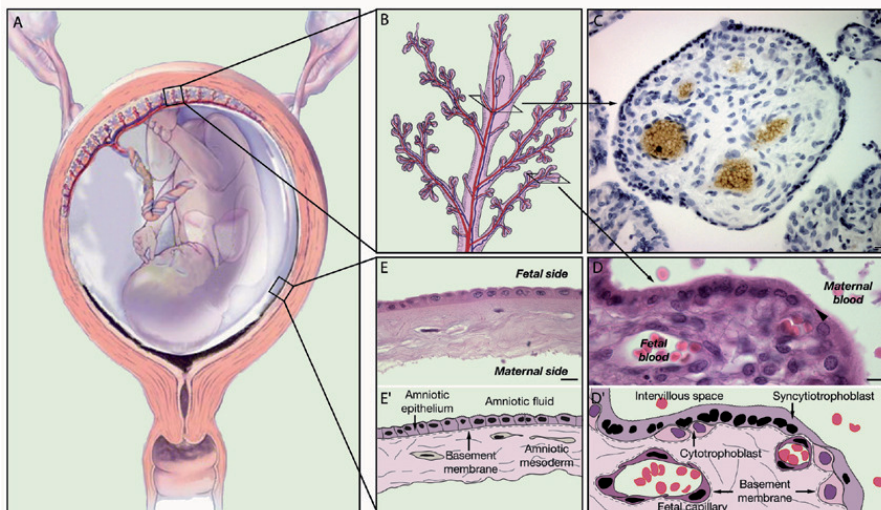 A
B
C
E
Fetal side
Maternal side
D
Maternal
blood
Fetal
blood
E'
Amniotic
epithelium
Amniotic fluid
Basement
membrane
Amniotic
mesoderm
D'
Intervillous space
Syncytiotrophoblast
Cytotrophoblast
Basement
membrane
Fetal capillary